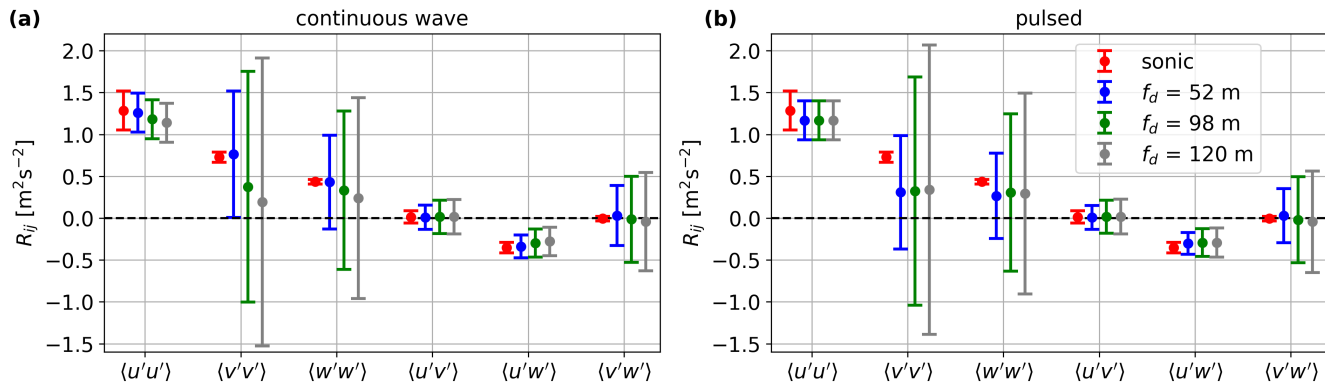 (a) continuous wave
R_ij [m²s⁻²]
2.0
1.5
1.0
0.5
0.0
−0.5
−1.0
−1.5
⟨u′u′⟩ ⟨v′v′⟩ ⟨w′w′⟩ ⟨u′v′⟩ ⟨u′w′⟩ ⟨v′w′⟩
(b) pulsed
R_ij [m²s⁻²]
2.0
1.5
1.0
0.5
0.0
−0.5
−1.0
−1.5
sonic
f_d = 52 m
f_d = 98 m
f_d = 120 m
⟨u′u′⟩ ⟨v′v′⟩ ⟨w′w′⟩ ⟨u′v′⟩ ⟨u′w′⟩ ⟨v′w′⟩